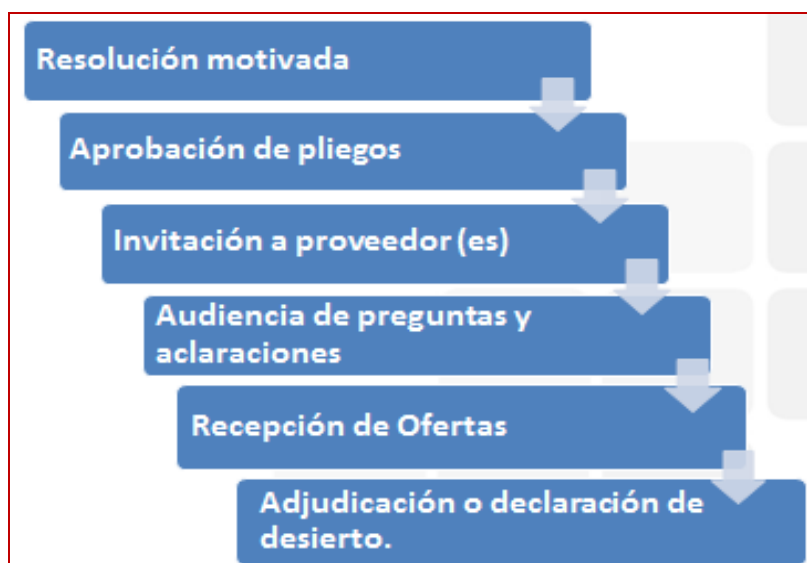 Resolución motivada
Aprobación de pliegos
Invitación a proveedor (es)
Audiencia de preguntas y
aclaraciones
Recepción de Ofertas
Adjudicación o declaración de
desierto.